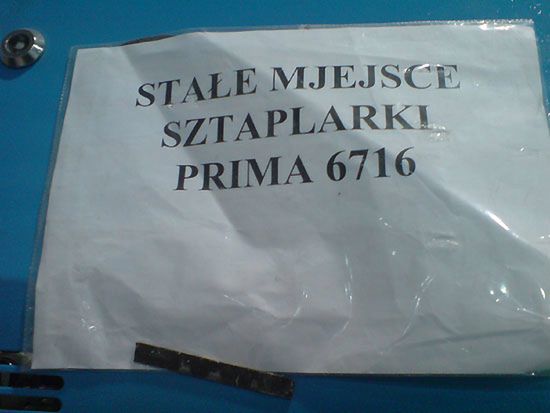 STAŁE MJEJSCE
SZTAPLARKI
PRIMA 6716